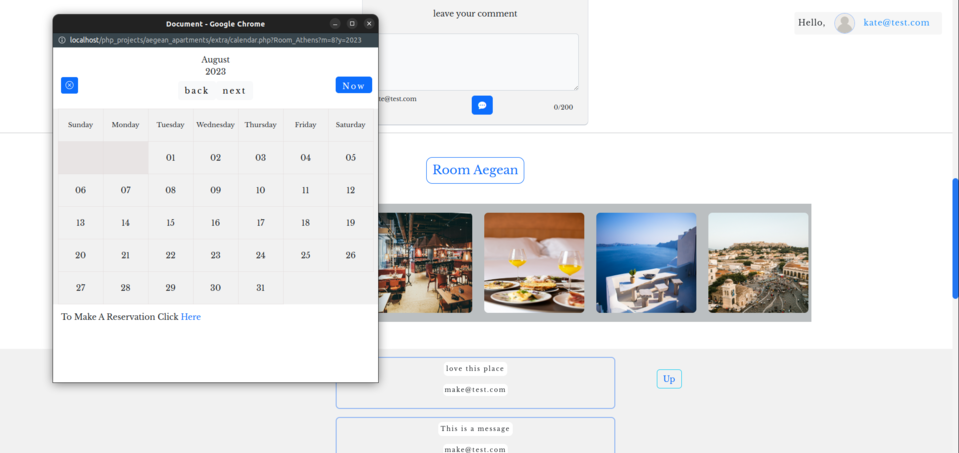 Document - Google Chrome
localhost/php_projects/aegean_apartments/extra/calendar.php?Room_Athens?m=8?y=2023
August
2023
back next
Now
Sunday Monday Tuesday Wednesday Thursday Friday Saturday
01 02 03 04 05
06 07 08 09 10 11 12
13 14 15 16 17 18 19
20 21 22 23 24 25 26
27 28 29 30 31
To Make A Reservation Click Here
leave your comment
te@test.com
0/200
Hello, kate@test.com
Room Aegean
love this place
make@test.com
Up
This is a message
make@test.com